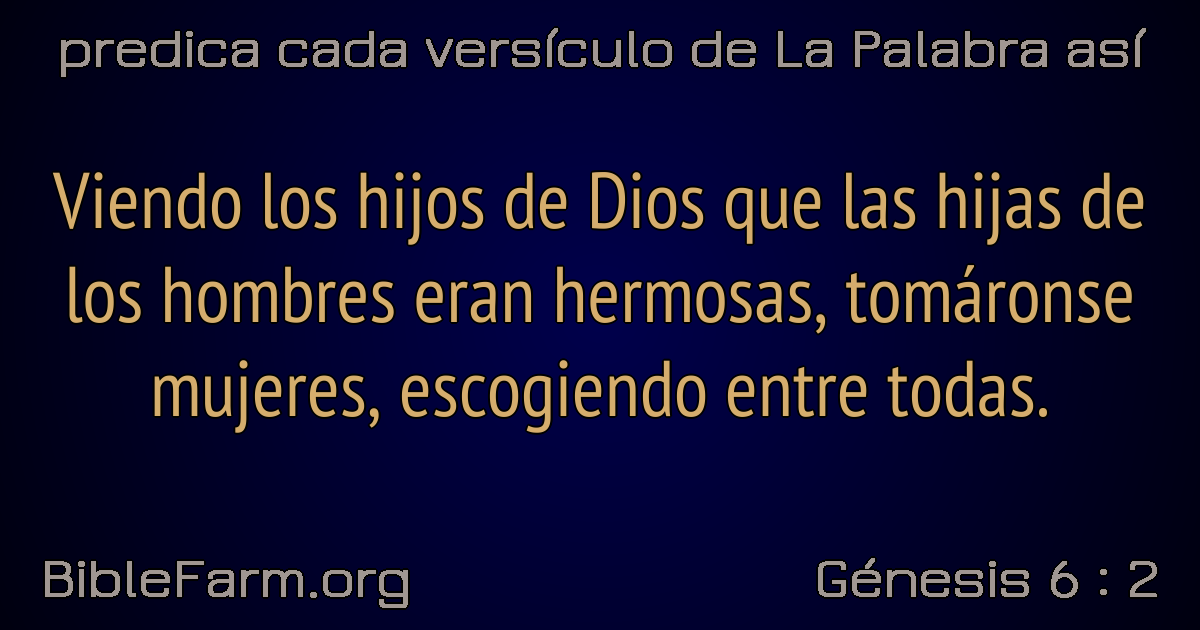 predica cada versículo de La Palabra así
Viendo los hijos de Dios que las hijas de
los hombres eran hermosas, tomáronse
mujeres, escogiendo entre todas.
BibleFarm.org
Génesis 6 : 2